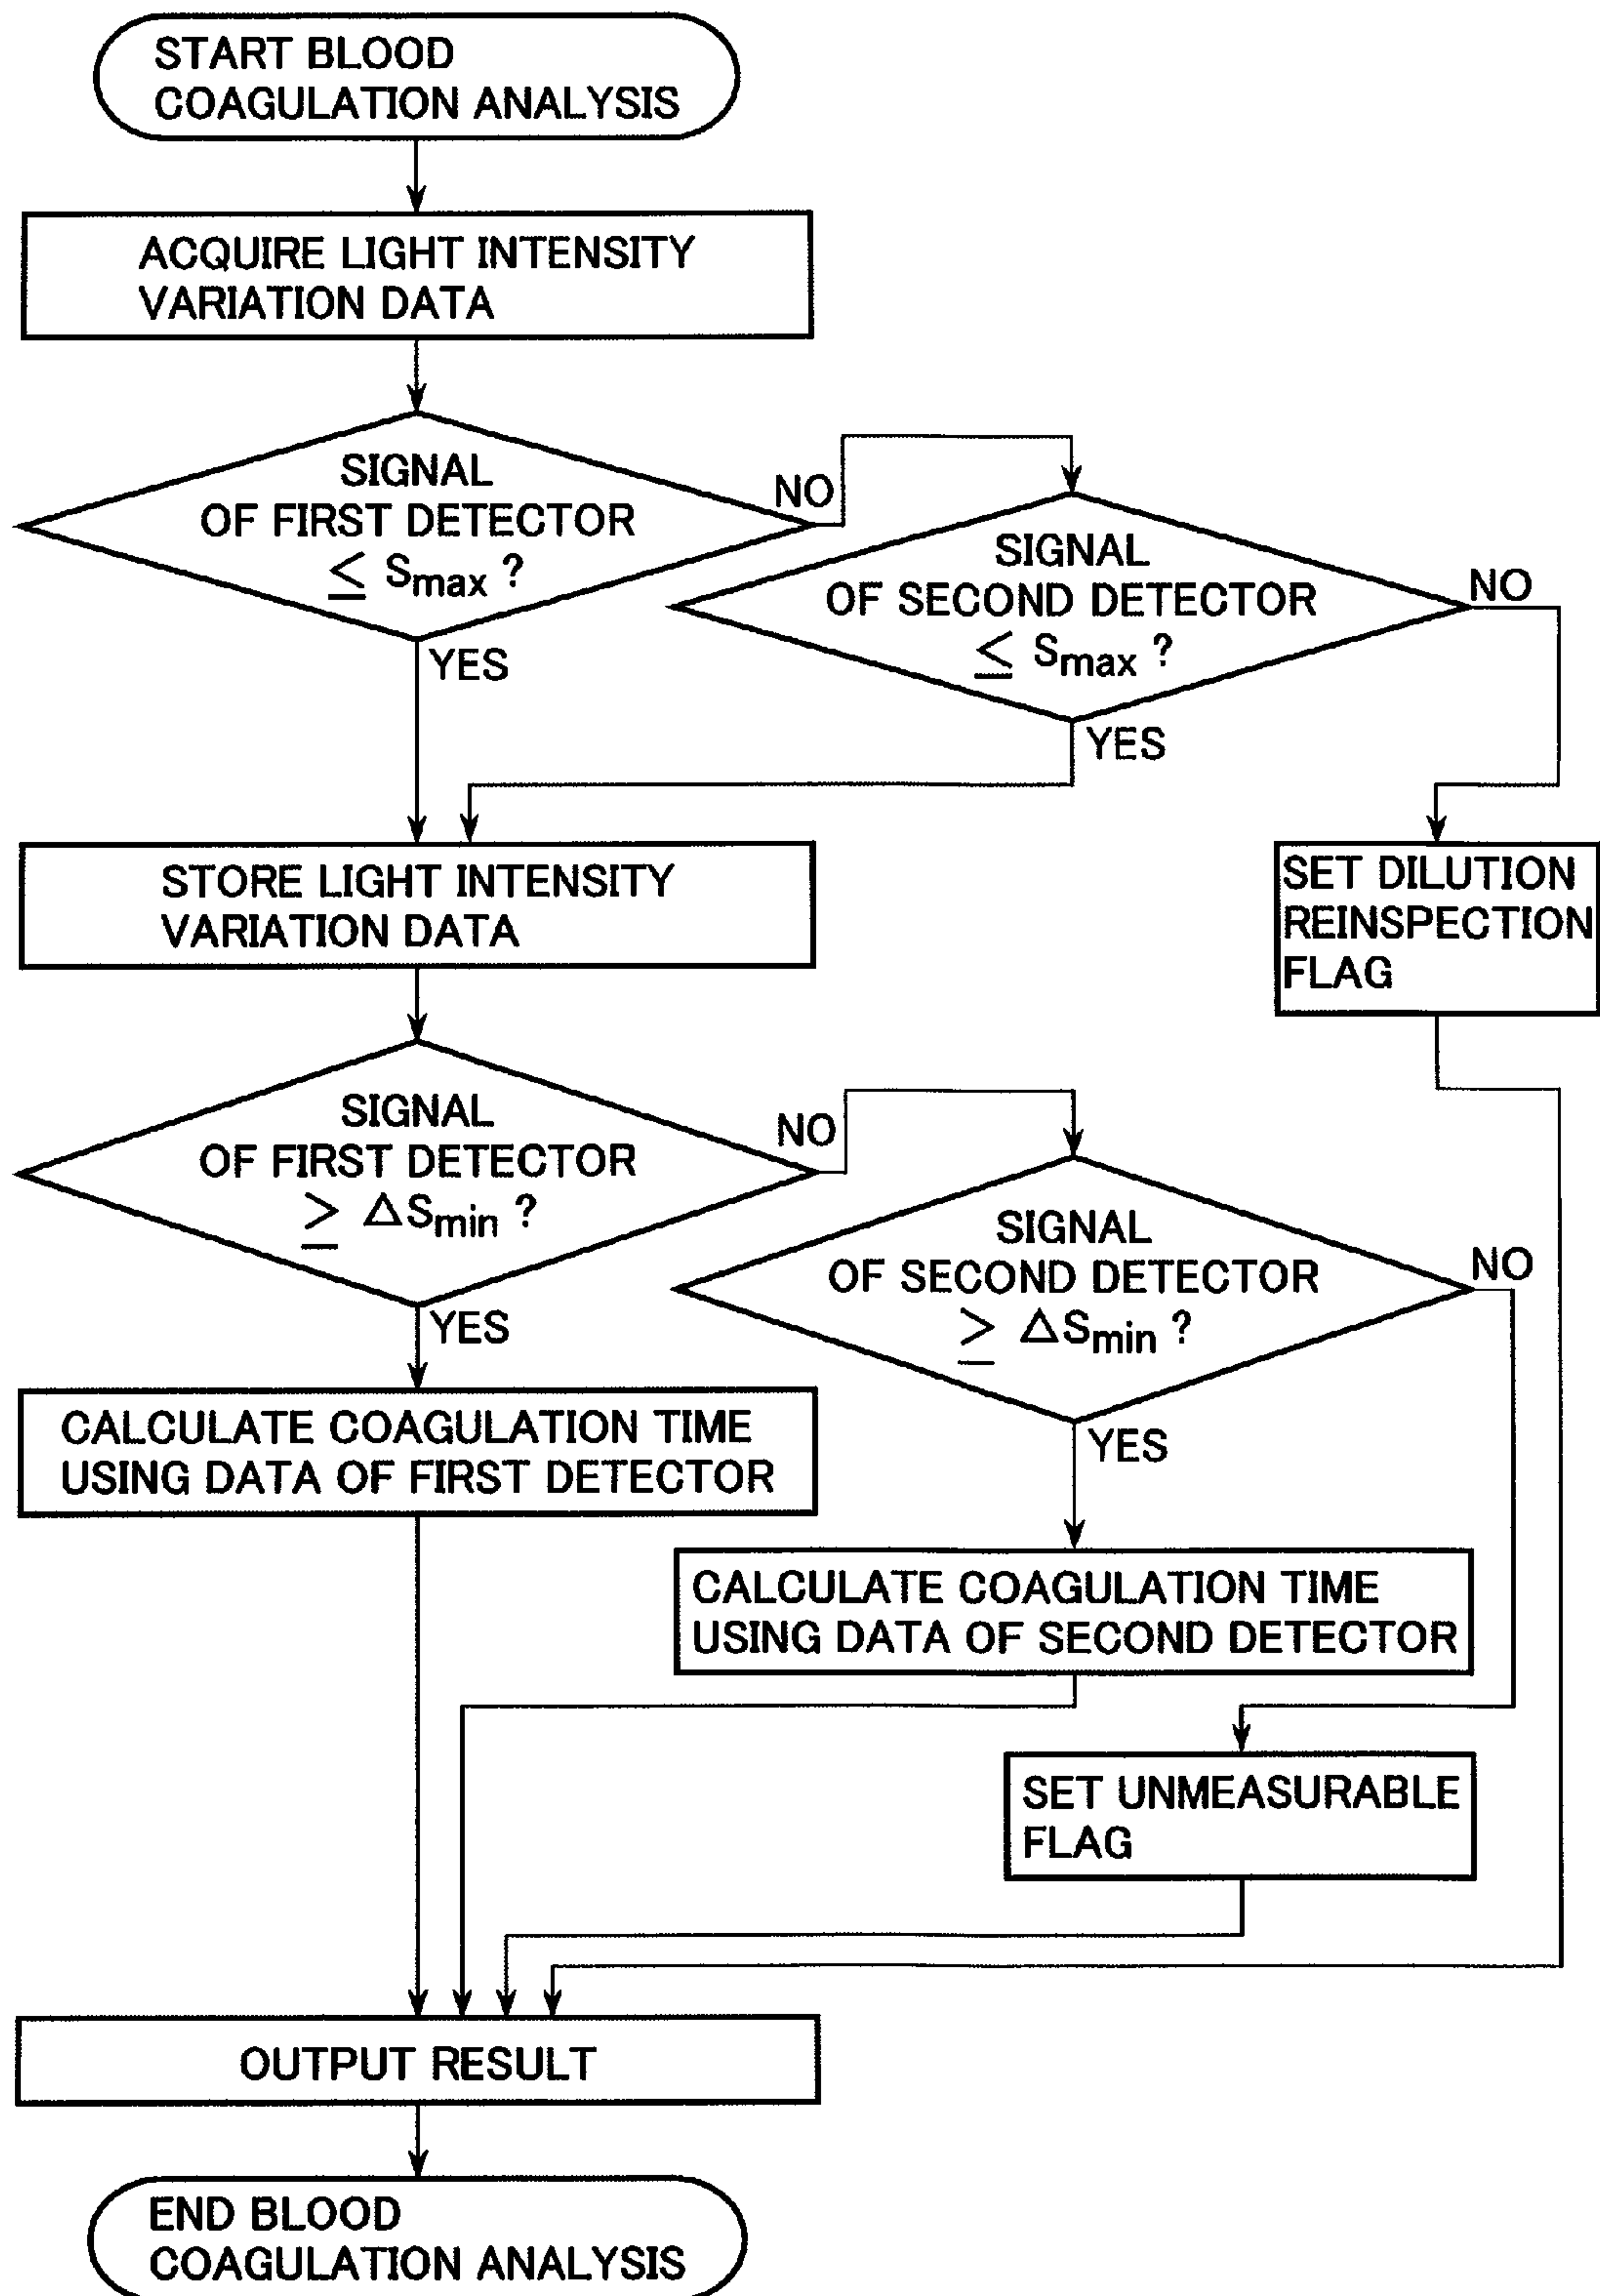 START BLOOD
COAGULATION ANALYSIS
ACQUIRE LIGHT INTENSITY
VARIATION DATA
SIGNAL
OF FIRST DETECTOR
≤ Smax ?
NO
YES
SIGNAL
OF SECOND DETECTOR
≤ Smax ?
NO
YES
STORE LIGHT INTENSITY
VARIATION DATA
SET DILUTION
REINSPECTION
FLAG
SIGNAL
OF FIRST DETECTOR
≥ △Smin ?
NO
YES
SIGNAL
OF SECOND DETECTOR
≥ △Smin ?
NO
YES
CALCULATE COAGULATION TIME
USING DATA OF FIRST DETECTOR
CALCULATE COAGULATION TIME
USING DATA OF SECOND DETECTOR
SET UNMEASURABLE
FLAG
OUTPUT RESULT
END BLOOD
COAGULATION ANALYSIS